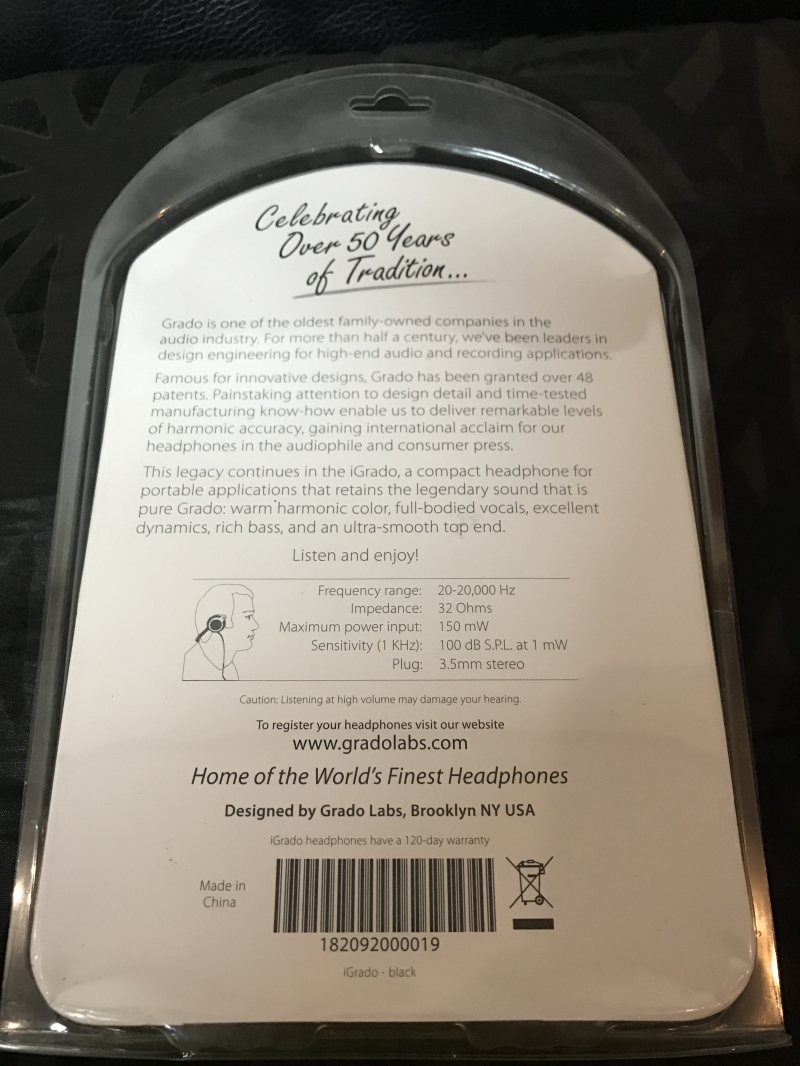 Celebrating
Over 50 Years
of Tradition...
Grado is one of the oldest family-owned companies in the
audio industry. For more than half a century, we've been leaders in
design engineering for high-end audio and recording applications.
Famous for innovative designs, Grado has been granted over 48
patents. Painstaking attention to design detail and time-tested
manufacturing know-how enable us to deliver remarkable levels
of harmonic accuracy, gaining international acclaim for our
headphones in the audiophile and consumer press.
This legacy continues in the iGrado, a compact headphone for
portable applications that retains the legendary sound that is
pure Grado: warm harmonic color, full-bodied vocals, excellent
dynamics, rich bass, and an ultra-smooth top end.
Listen and enjoy!
Frequency range: 20-20,000 Hz
Impedance: 32 Ohms
Maximum power input: 150 mW
Sensitivity (1 KHz): 100 dB S.P.L. at 1 mW
Plug: 3.5mm stereo
Caution: Listening at high volume may damage your hearing.
To register your headphones visit our website
www.gradolabs.com
Home of the World's Finest Headphones
Designed by Grado Labs, Brooklyn NY USA
iGrado headphones have a 120-day warranty
Made in
China
182092000019
iGrado - black